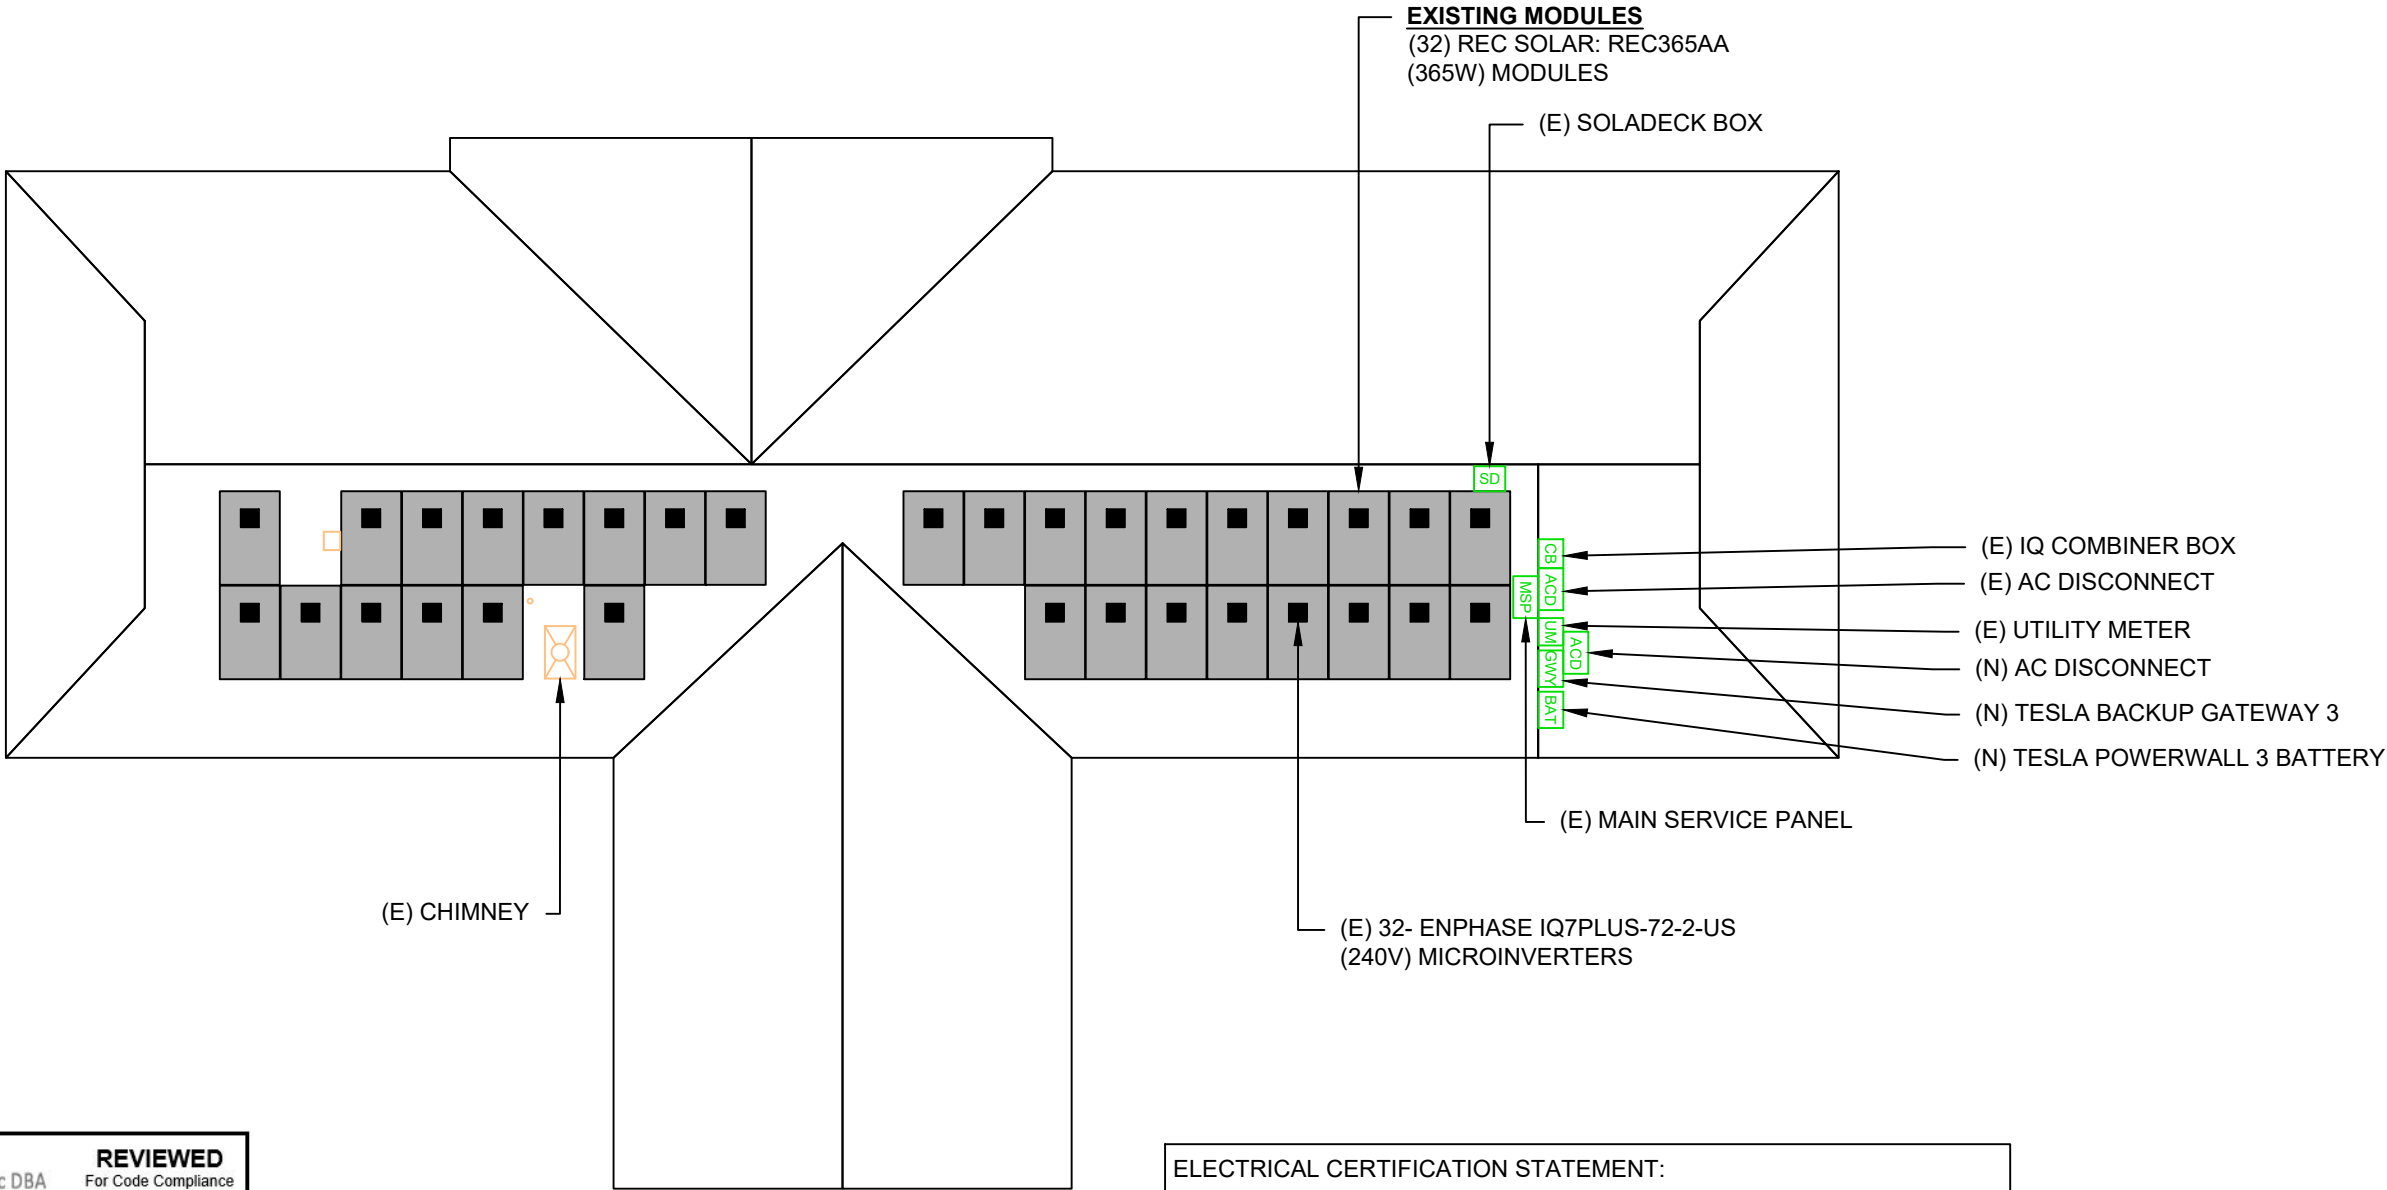 EXISTING MODULES
(32) REC SOLAR: REC365AA
(365W) MODULES
(E) SOLADECK BOX
SD
CB
ACD
MSP
UM
ACD
GWY
BAT
(E) IQ COMBINER BOX
(E) AC DISCONNECT
(E) UTILITY METER
(N) AC DISCONNECT
(N) TESLA BACKUP GATEWAY 3
(N) TESLA POWERWALL 3 BATTERY
(E) MAIN SERVICE PANEL
(E) CHIMNEY
(E) 32- ENPHASE IQ7PLUS-72-2-US
(240V) MICROINVERTERS
REVIEWED
For Code Compliance
c DBA
ELECTRICAL CERTIFICATION STATEMENT: